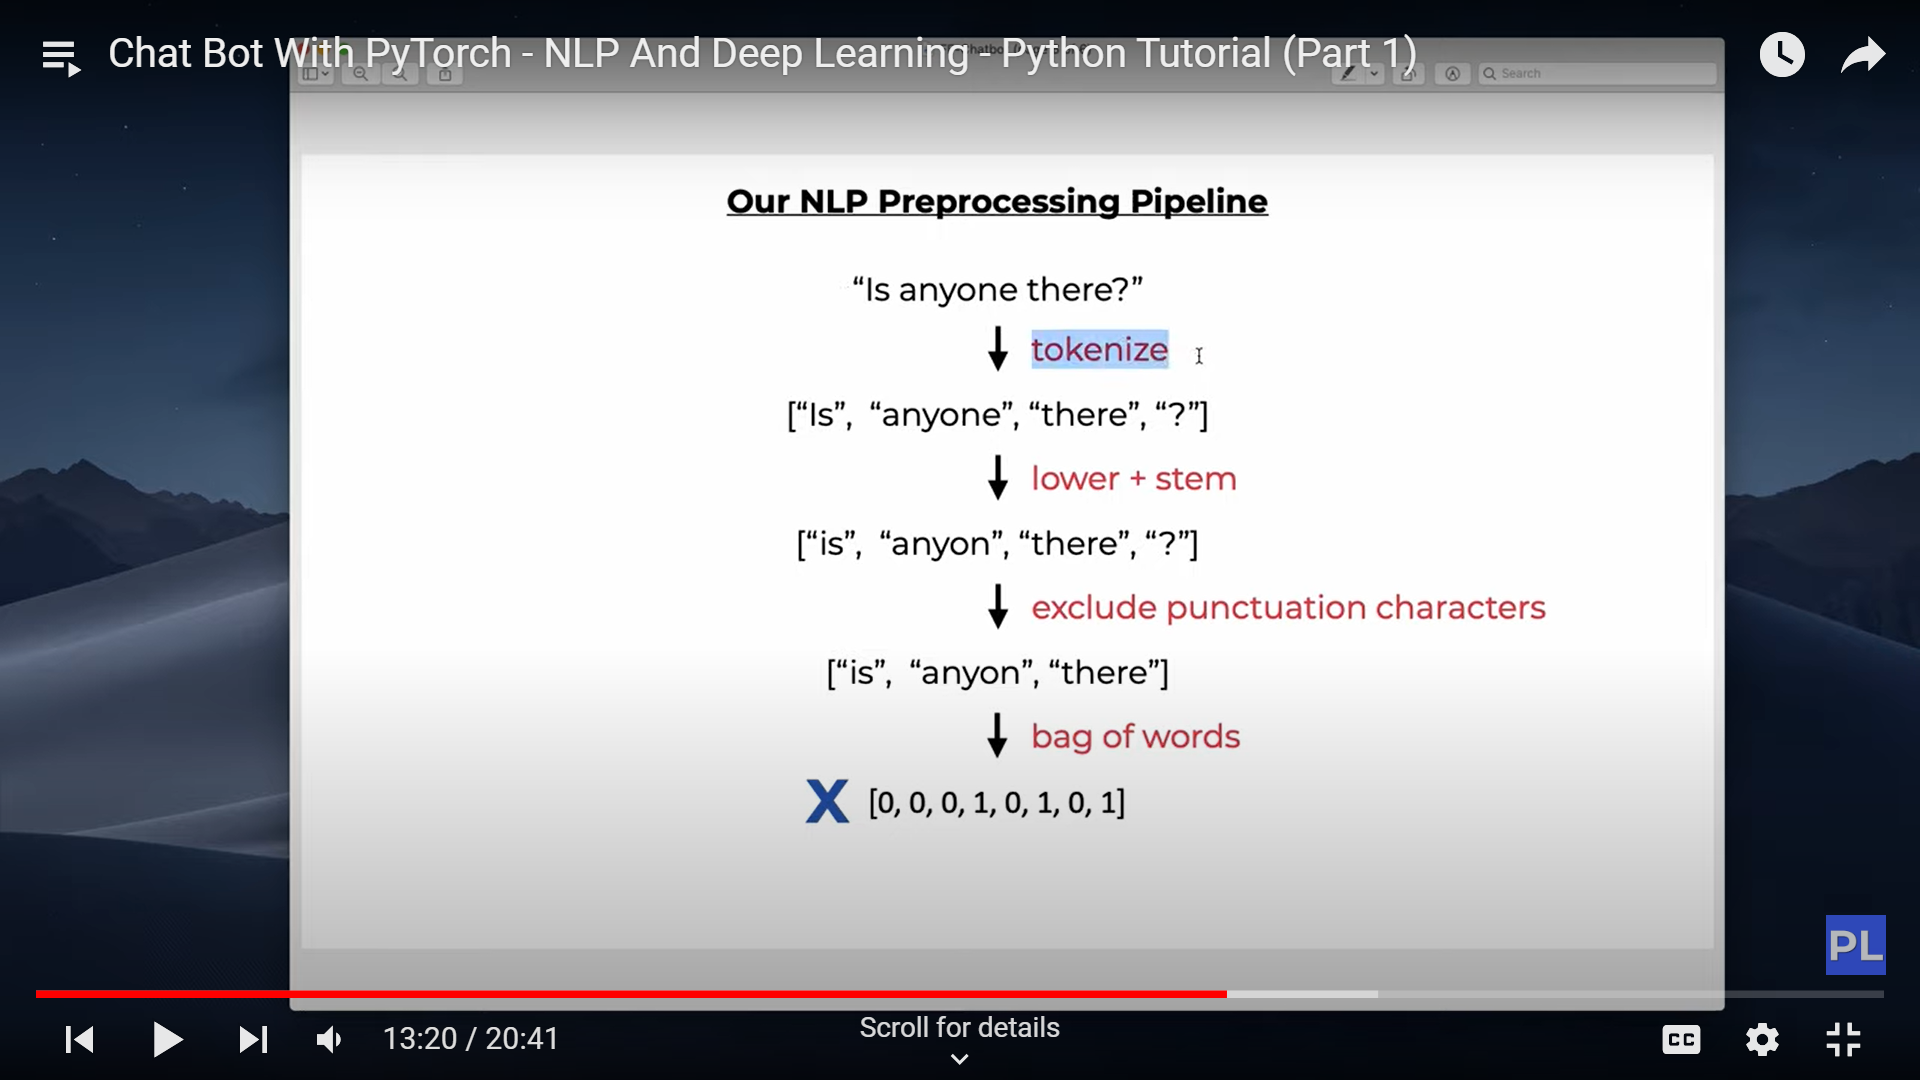 Chat Bot With PyTorch - NLP And Deep Learning - Python Tutorial (Part 1)
Search
Our NLP Preprocessing Pipeline
“Is anyone there?”
tokenize
[“Is”, “anyone”, “there”, “?”]
lower + stem
[“is”, “anyon”, “there”, “?”]
exclude punctuation characters
[“is”, “anyon”, “there”]
bag of words
X [0, 0, 0, 1, 0, 1, 0, 1]
PL
13:20 / 20:41
Scroll for details
CC